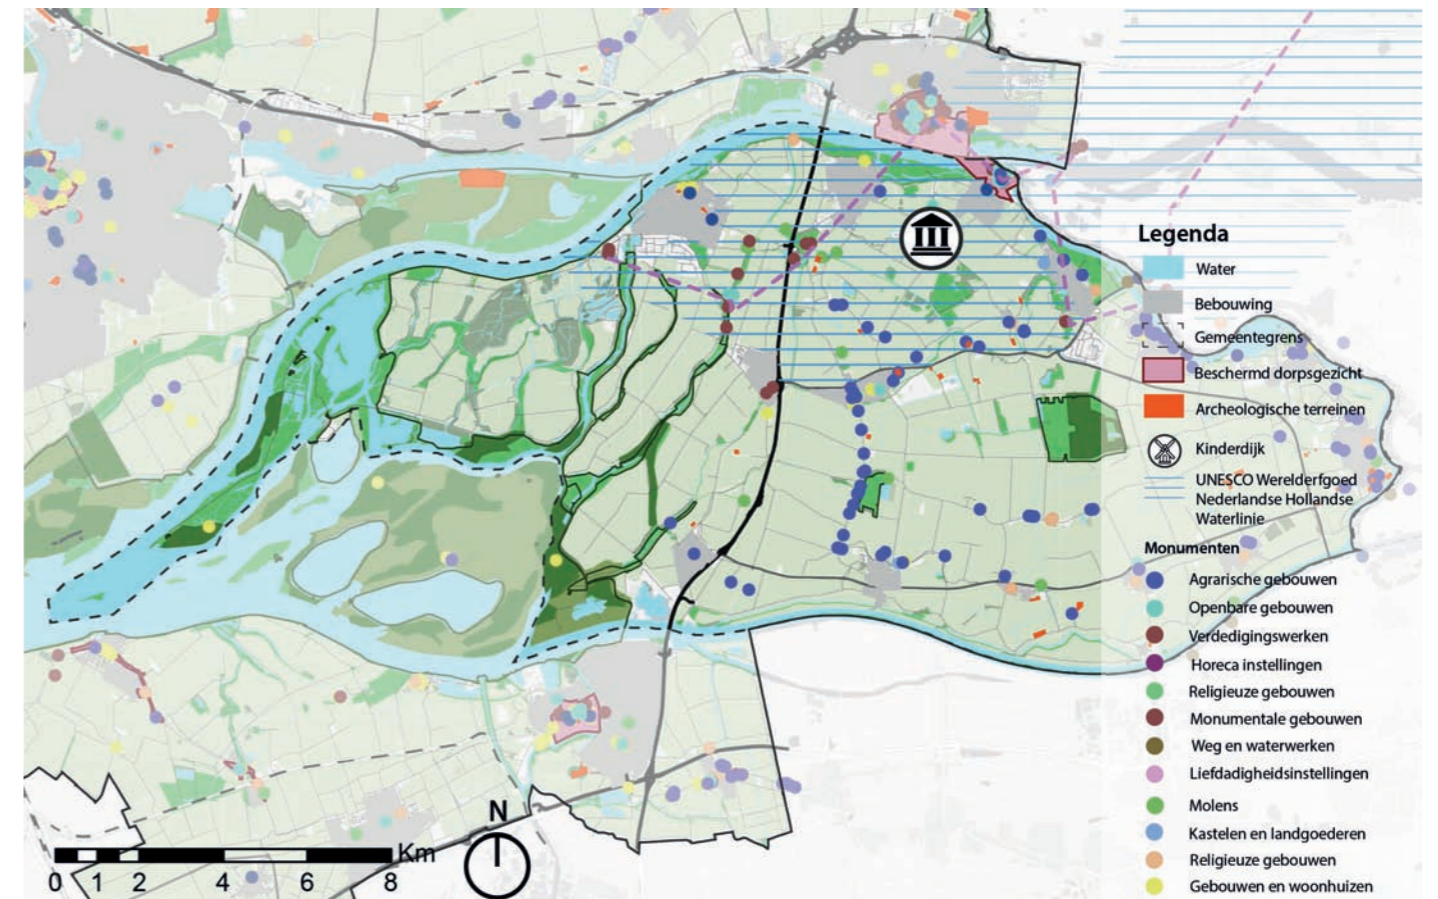 Legenda
Water
Bebouwing
Gemeentegrens
Beschermd dorpsgezicht
Archeologische terreinen
Kinderdijk
UNESCO Werelderfgoed
Nederlandse Hollandse
Waterlinie
Monumenten
Agrarische gebouwen
Openbare gebouwen
Verdedigingswerken
Horeca instellingen
Religieuze gebouwen
Monumentale gebouwen
Weg en waterwerken
Liefdadigheidsinstellingen
Molens
Kastelen en landgoederen
Religieuze gebouwen
Gebouwen en woonhuizen
N
Km
0 1 2 4 6 8